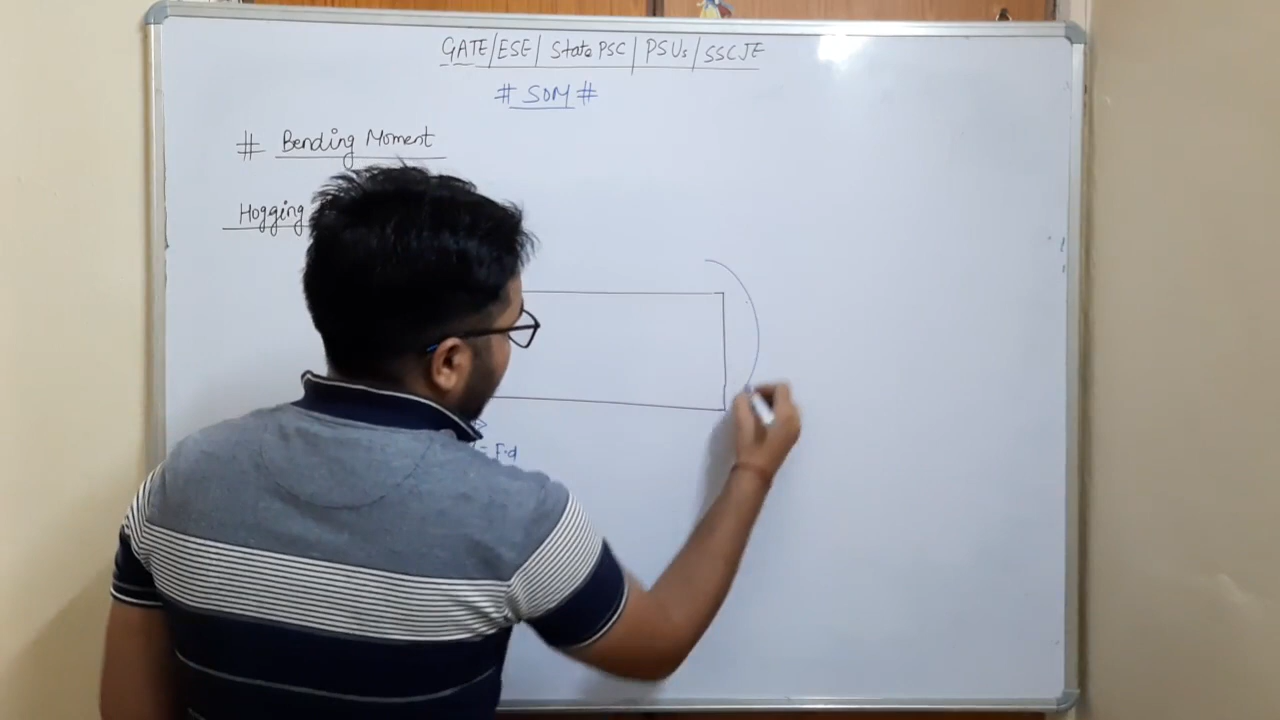 GATE/ESE/ State PSC/ PSUs/ SSCJE
# SOM #
# Bending Moment
Hogging
= F.d